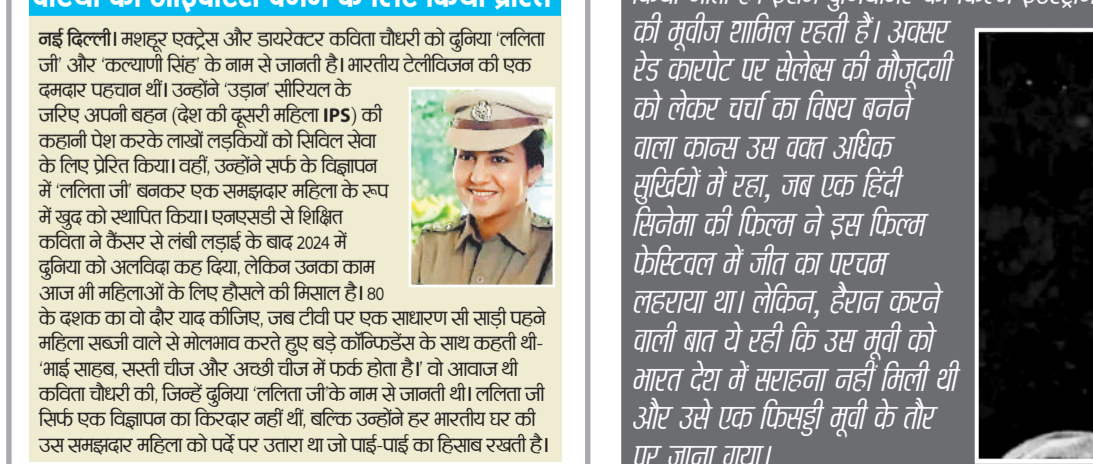 नई दिल्ली। मशहूर एक्ट्रेस और डायरेक्टर कविता चौधरी को दुनिया ‘ललिता
जी’ और ‘कल्याणी सिंह’ के नाम से जानती है। भारतीय टेलीविजन की एक
दमदार पहचान थीं। उन्होंने ‘उड़ान’ सीरियल के
जरिए अपनी बहन (देश की दूसरी महिला IPS) की
कहानी पेश करके लाखों लड़कियों को सिविल सेवा
के लिए प्रेरित किया। वहीं, उन्होंने सर्फ के विज्ञापन
में ‘ललिता जी’ बनकर एक समझदार महिला के रूप
में खुद को स्थापित किया। एनएसडी से शिक्षित
कविता ने कैंसर से लंबी लड़ाई के बाद 2024 में
दुनिया को अलविदा कह दिया, लेकिन उनका काम
आज भी महिलाओं के लिए हौसले की मिसाल है। 80
के दशक का वो दौर याद कीजिए, जब टीवी पर एक साधारण सी साड़ी पहने
महिला सब्जी वाले से मोलभाव करते हुए बड़े कॉन्फिडेंस के साथ कहती थी-
‘भाई साहब, सस्ती चीज और अच्छी चीज में फर्क होता है।’ वो आवाज थी
कविता चौधरी की, जिन्हें दुनिया ‘ललिता जी’के नाम से जानती थी। ललिता जी
सिर्फ एक विज्ञापन का किरदार नहीं थीं, बल्कि उन्होंने हर भारतीय घर की
उस समझदार महिला को पर्दे पर उतारा था जो पाई-पाई का हिसाब रखती है।
की मूवीज शामिल रहती हैं। अक्सर
रेड कारपेट पर सेलेब्स की मौजूदगी
को लेकर चर्चा का विषय बनने
वाला कान्स उस वक्त अधिक
सुर्खियों में रहा, जब एक हिंदी
सिनेमा की फिल्म ने इस फिल्म
फेस्टिवल में जीत का परचम
लहराया था। लेकिन, हैरान करने
वाली बात ये रही कि उस मूवी को
भारत देश में सराहना नहीं मिली थी
और उसे एक फिसड्डी मूवी के तौर
पर जाना गया।